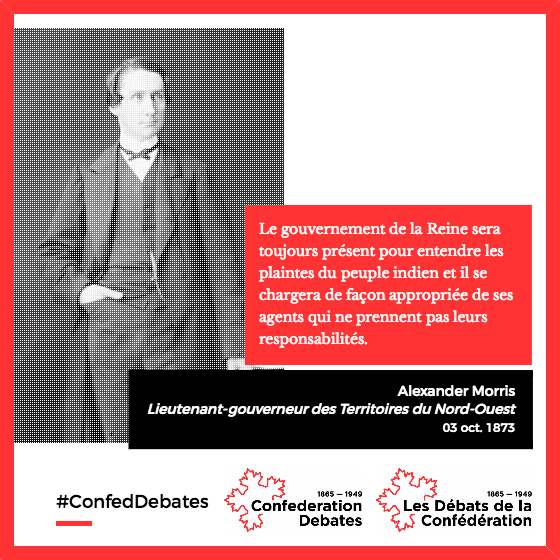 Le gouvernement de la Reine sera
toujours présent pour entendre les
plaintes du peuple indien et il se
chargera de façon appropriée de ses
agents qui ne prennent pas leurs
responsabilités.
Alexander Morris
Lieutenant-gouverneur des Territoires du Nord-Ouest
03 oct. 1873
#ConfedDebates
1865 — 1949
Confederation
Debates
1865 — 1949
Les Débats de la
Confédération